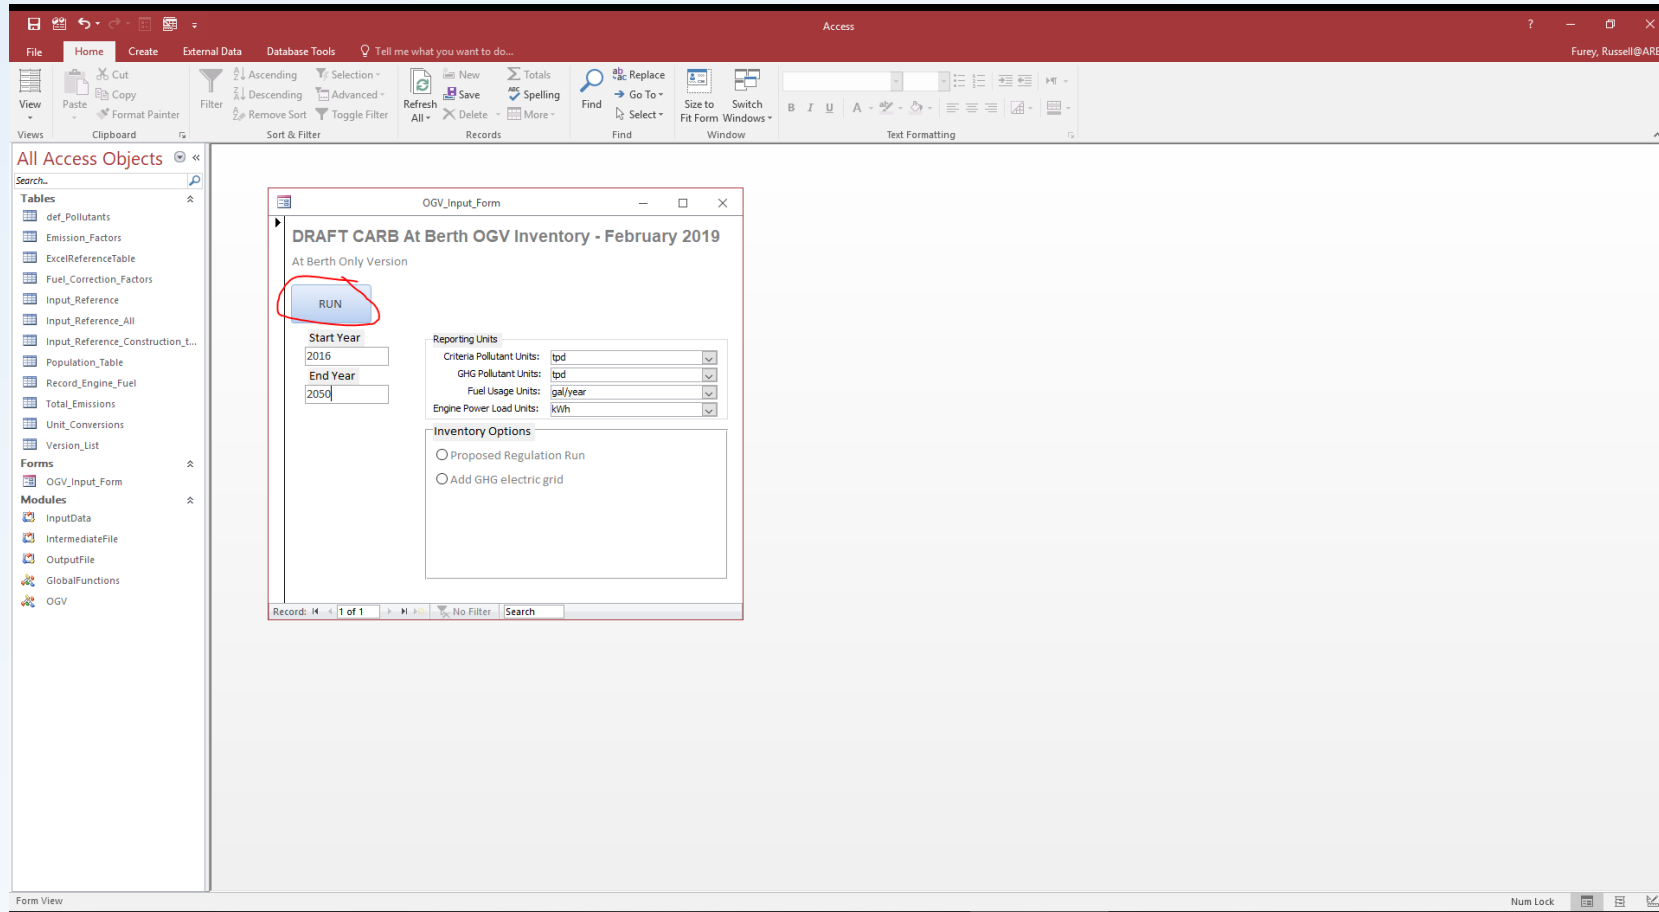 Access
?
File Home Create External Data Database Tools Tell me what you want to do...
Furey, Russell@ARB
View
Views
Paste
Cut
Copy
Format Painter
Clipboard
Filter
Ascending
Descending
Remove Sort
Selection
Advanced
Toggle Filter
Sort & Filter
Refresh All
New
Save
Delete
Totals
Spelling
More
Records
Find
Replace
Go To
Select
Find
Size to Fit Form
Switch Windows
Window
B I U A
Text Formatting
All Access Objects
Search...
Tables
def_Pollutants
Emission_Factors
ExcelReferenceTable
Fuel_Correction_Factors
Input_Reference
Input_Reference_All
Input_Reference_Construction_t...
Population_Table
Record_Engine_Fuel
Total_Emissions
Unit_Conversions
Version_List
Forms
OGV_Input_Form
Modules
InputData
IntermediateFile
OutputFile
GlobalFunctions
OGV
OGV_Input_Form
DRAFT CARB At Berth OGV Inventory - February 2019
At Berth Only Version
RUN
Start Year
2016
End Year
2050
Reporting Units
Criteria Pollutant Units: tpd
GHG Pollutant Units: tpd
Fuel Usage Units: gal/year
Engine Power Load Units: kWh
Inventory Options
Proposed Regulation Run
Add GHG electric grid
Record: 1 of 1 No Filter Search
Form View
Num Lock